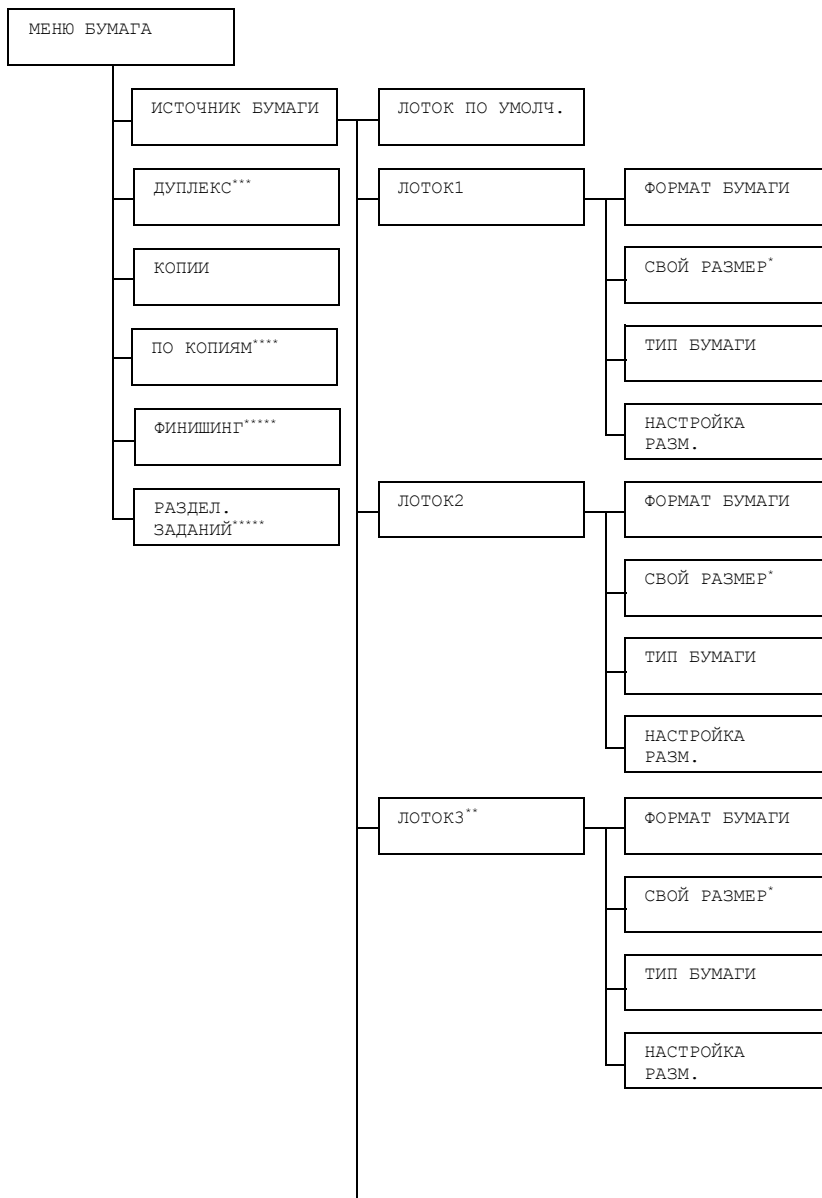 МЕНЮ БУМАГА
ИСТОЧНИК БУМАГИ
ДУПЛЕКС***
КОПИИ
ПО КОПИЯМ****
ФИНИШИНГ*****
РАЗДЕЛ.
ЗАДАНИЙ*****
ЛОТОК ПО УМОЛЧ.
ЛОТОК1
ФОРМАТ БУМАГИ
СВОЙ РАЗМЕР*
ТИП БУМАГИ
НАСТРОЙКА
РАЗМ.
ЛОТОК2
ФОРМАТ БУМАГИ
СВОЙ РАЗМЕР*
ТИП БУМАГИ
НАСТРОЙКА
РАЗМ.
ЛОТОК3**
ФОРМАТ БУМАГИ
СВОЙ РАЗМЕР*
ТИП БУМАГИ
НАСТРОЙКА
РАЗМ.